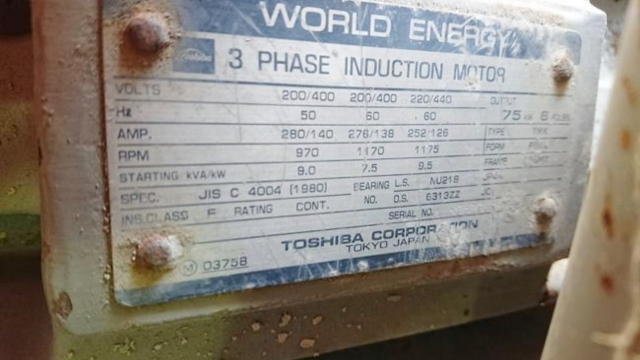 WORLD ENERGY
3 PHASE INDUCTION MOTOR
VOLTS 200/400 200/400 220/440 OUTPUT
Hz 50 60 60 75 kW 6 POLES
AMP. 280/140 276/138 252/126 TYPE
RPM 970 1170 1175 FORM
STARTING kVA/kW 9.0 7.5 9.5 FRAME
SPEC. JIS C 4004 (1980) BEARING L.S. NU218
INS.CLASS F RATING CONT. NO. O.S. 6313ZZ
SERIAL NO.
TOSHIBA CORPORATION
TOKYO JAPAN
M 03758